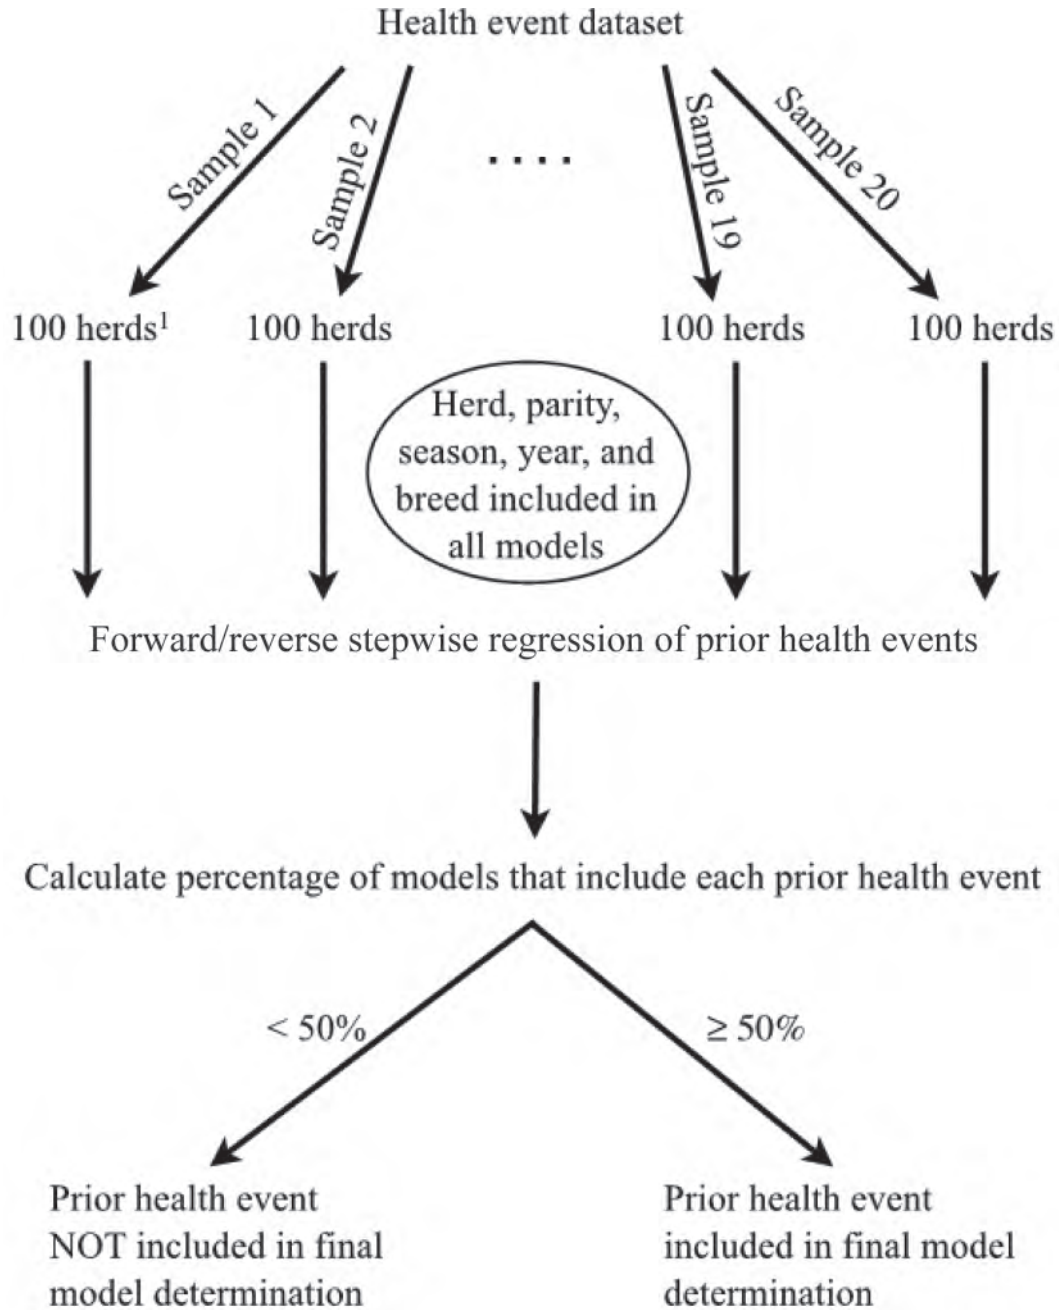 Health event dataset
Sample 1
Sample 2
....
Sample 19
Sample 20
100 herds¹
100 herds
100 herds
100 herds
Herd, parity,
season, year, and
breed included in
all models
Forward/reverse stepwise regression of prior health events
Calculate percentage of models that include each prior health event
< 50%
≥ 50%
Prior health event
NOT included in final
model determination
Prior health event
included in final model
determination